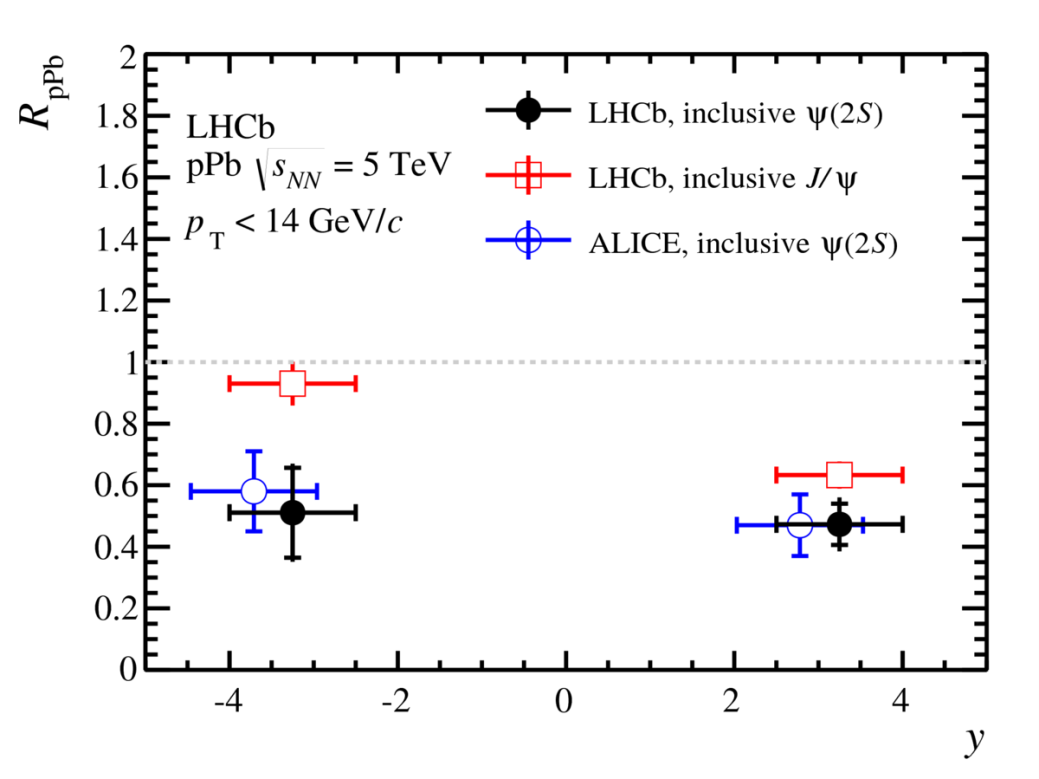 R_pPb
2
1.8
1.6
1.4
1.2
1
0.8
0.6
0.4
0.2
0
LHCb
pPb √s_NN = 5 TeV
p_T < 14 GeV/c
LHCb, inclusive ψ(2S)
LHCb, inclusive J/ψ
ALICE, inclusive ψ(2S)
-4 -2 0 2 4
y